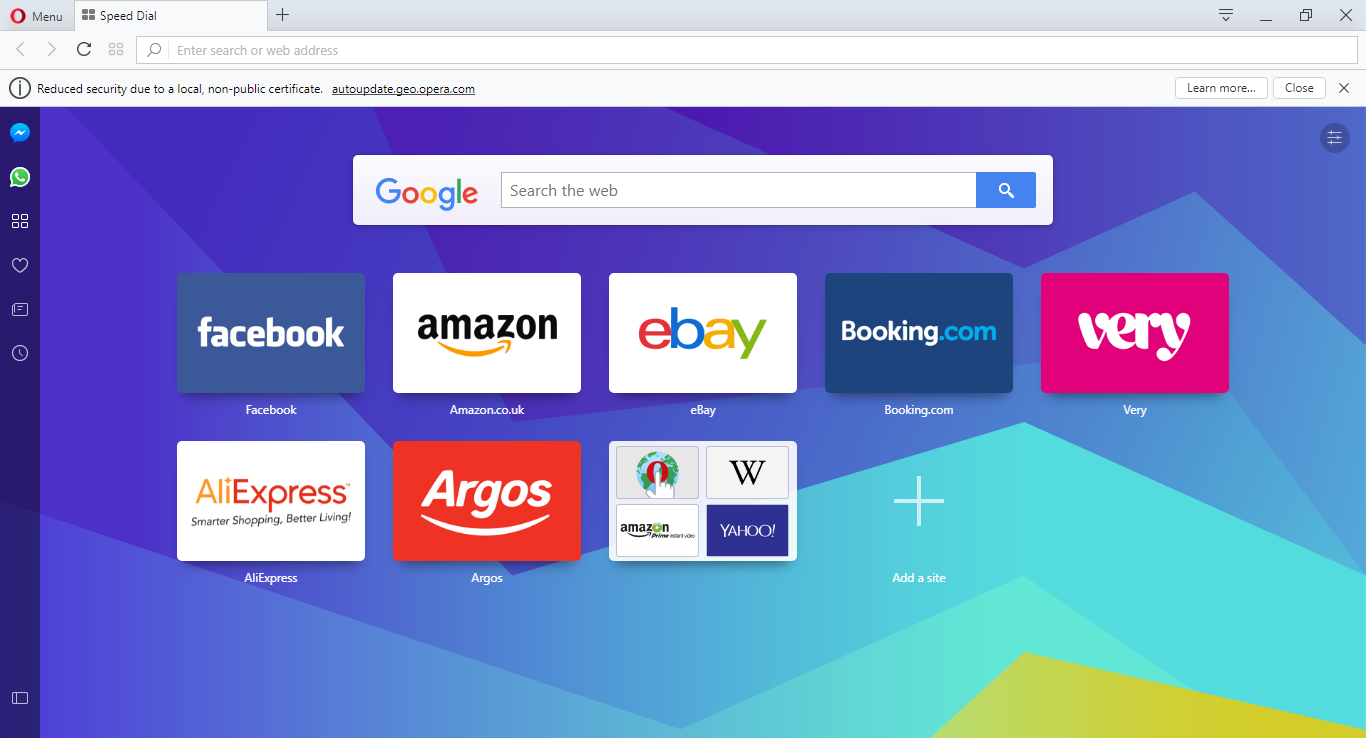 Menu
Speed Dial
Enter search or web address
Reduced security due to a local, non-public certificate. autoupdate.geo.opera.com
Learn more...
Close
Google
Search the web
facebook
amazon
ebay
Booking.com
very
Facebook
Amazon.co.uk
eBay
Booking.com
Very
AliExpress™
Smarter Shopping, Better Living!
Argos
W
amazon
Prime instant video
YAHOO!
AliExpress
Argos
Add a site